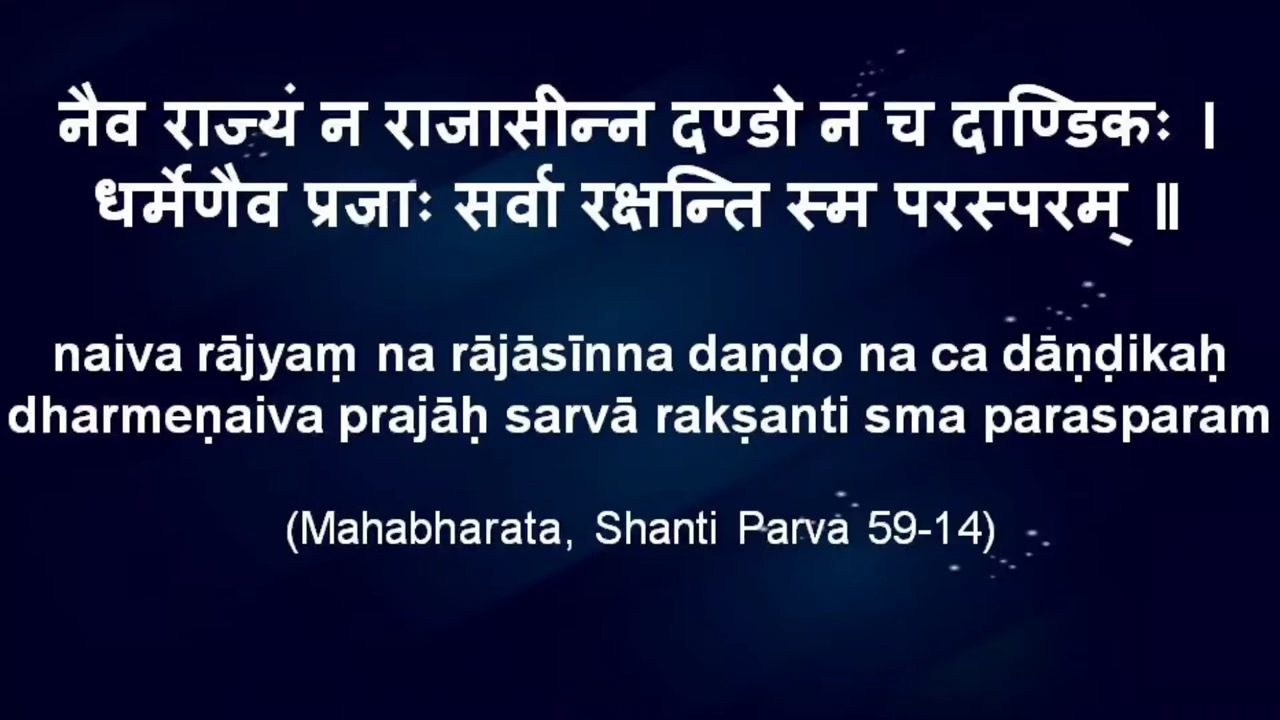 नैव राज्यं न राजासीन्न दण्डो न च दाण्डिकः ।
धर्मेणैव प्रजाः सर्वा रक्षन्ति स्म परस्परम् ॥
naiva rājyaṃ na rājāsīnna daṇḍo na ca dāṇḍikaḥ
dharmeṇaiva prajāḥ sarvā rakṣanti sma parasparam
(Mahabharata, Shanti Parva 59-14)